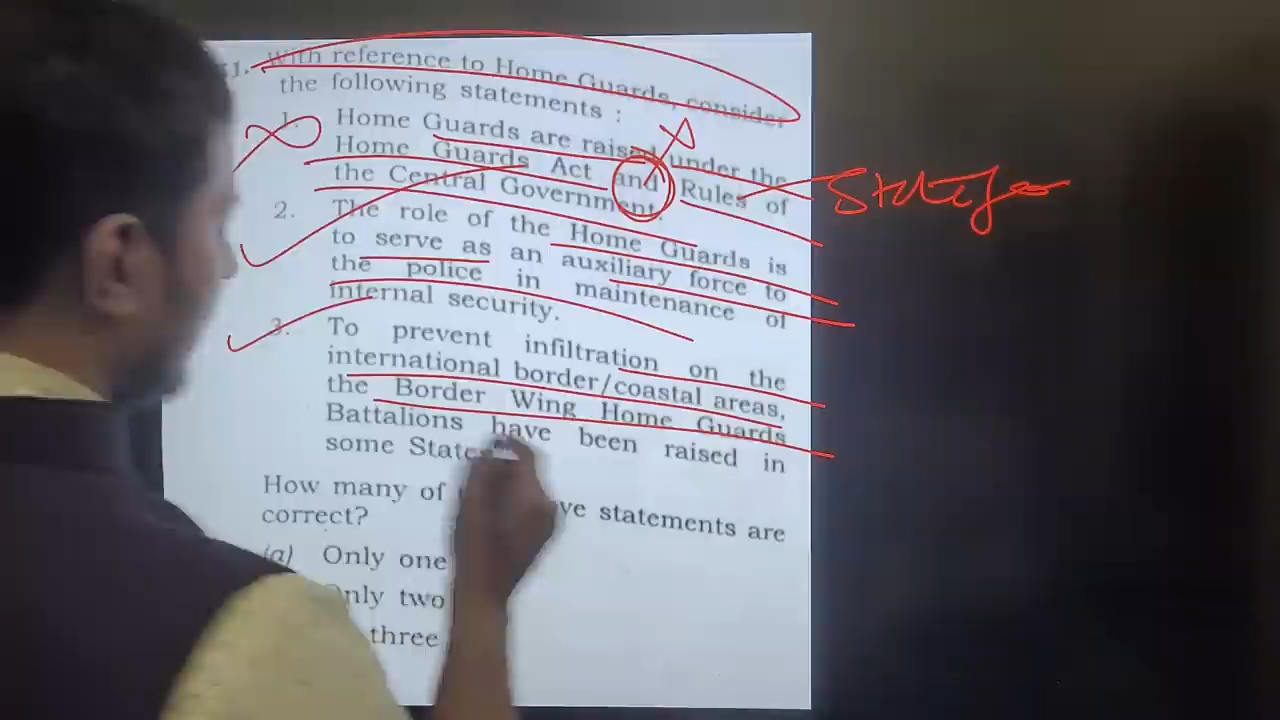 1. With reference to Home Guards, consider
the following statements :
1. Home Guards are raised under the
Home Guards Act and Rules of
the Central Government.
2. The role of the Home Guards is
to serve as an auxiliary force to
the police in maintenance of
internal security.
3. To prevent infiltration on the
international border/coastal areas,
the Border Wing Home Guards
Battalions have been raised in
some States
How many of statements are
correct?
(a) Only one
Only two
three